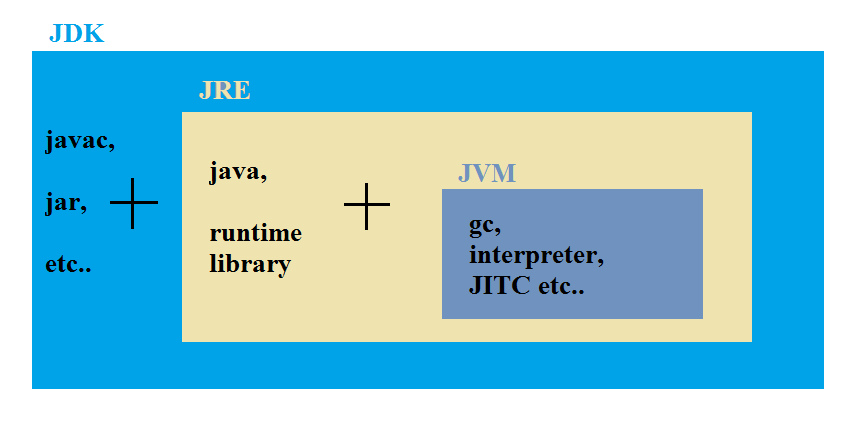 JDK
JRE
javac,
jar,
etc..
java,
runtime
library
JVM
gc,
interpreter,
JITC etc..